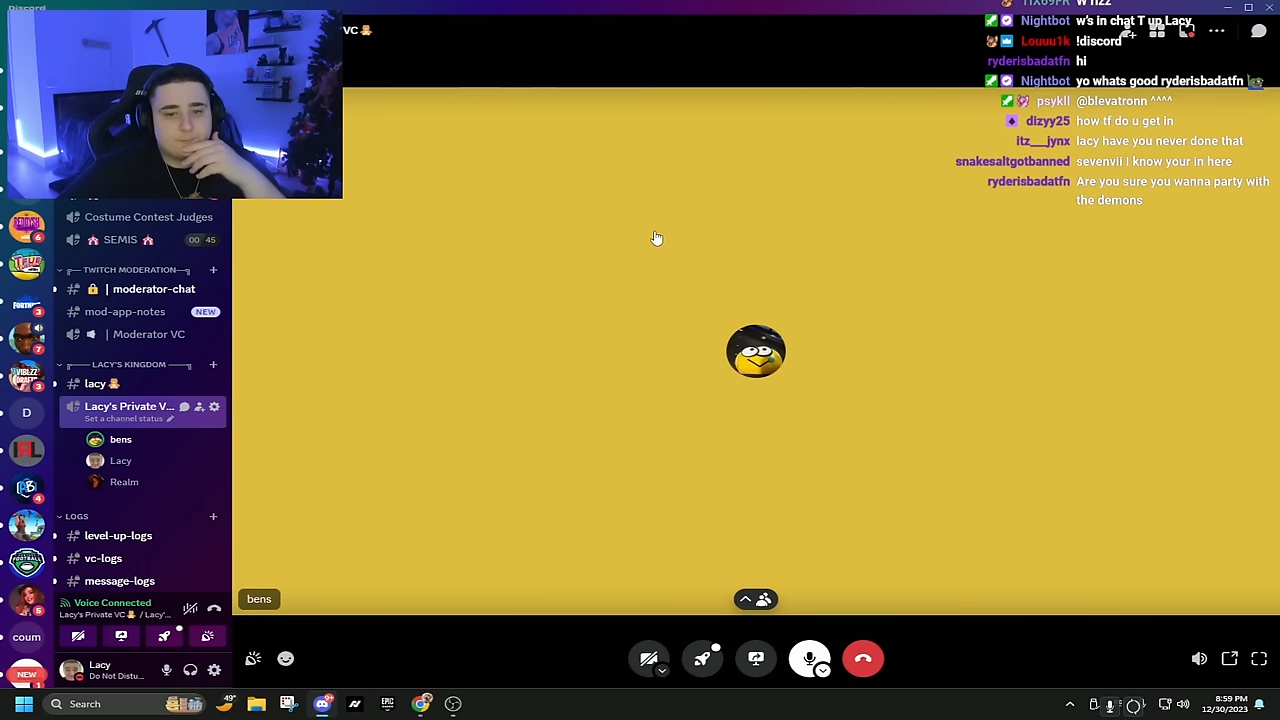 Discord
TTX69FR W rizz
VC
Nightbot w's in chat T up Lacy
Louuu1k !discord
ryderisbadatfn hi
Nightbot yo whats good ryderisbadatfn
psykll @blevatronn ^^^^
dizyy25 how tf do u get in
itz___jynx lacy have you never done that
snakesaltgotbanned sevenvii I know your in here
ryderisbadatfn Are you sure you wanna party with
the demons
Costume Contest Judges
SEMIS 00 45
TWITCH MODERATION
| moderator-chat
mod-app-notes NEW
| Moderator VC
LACY'S KINGDOM
lacy
Lacy's Private V...
Set a channel status
bens
Lacy
Realm
LOGS
level-up-logs
vc-logs
message-logs
Voice Connected
Lacy's Private VC / Lacy'...
Lacy
Do Not Distu...
D
coum
NEW
bens
49°
Search
8:59 PM
12/30/2023